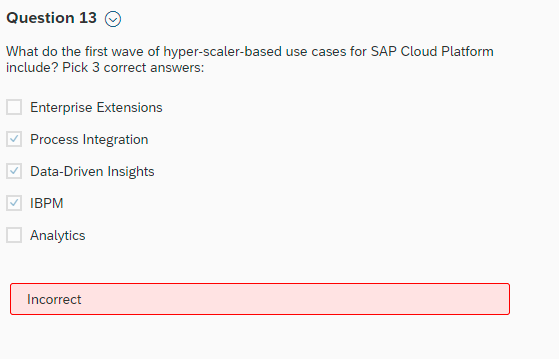 Question 13
What do the first wave of hyper-scaler-based use cases for SAP Cloud Platform
include? Pick 3 correct answers:
Enterprise Extensions
Process Integration
Data-Driven Insights
IBPM
Analytics
Incorrect